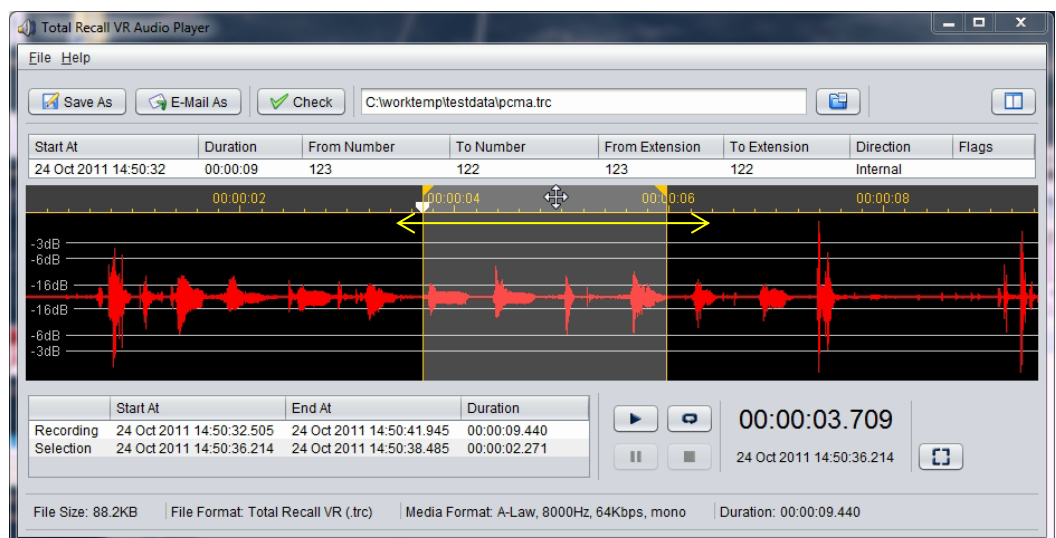 Total Recall VR Audio Player
File Help
Save As E-Mail As Check C:\worktemp\testdata\pcma.trc
Start At Duration From Number To Number From Extension To Extension Direction Flags
24 Oct 2011 14:50:32 00:00:09 123 122 123 122 Internal
00:00:02 00:00:04 00:00:06 00:00:08
-3dB
-6dB
-16dB
-16dB
-6dB
-3dB
Start At End At Duration
Recording 24 Oct 2011 14:50:32.505 24 Oct 2011 14:50:41.945 00:00:09.440
Selection 24 Oct 2011 14:50:36.214 24 Oct 2011 14:50:38.485 00:00:02.271
00:00:03.709
24 Oct 2011 14:50:36.214
File Size: 88.2KB File Format: Total Recall VR (.trc) Media Format: A-Law, 8000Hz, 64Kbps, mono Duration: 00:00:09.440